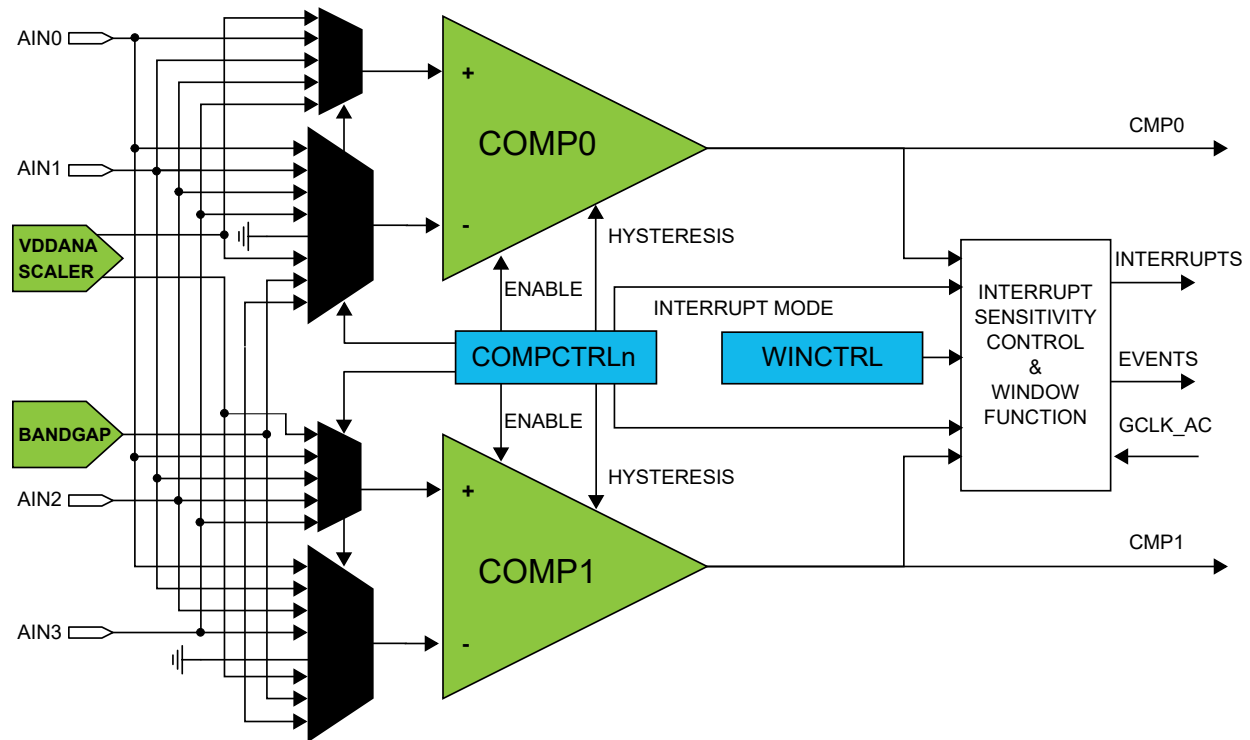 AIN0
+
COMP0
CMP0
AIN1
-
HYSTERESIS
VDDANA
SCALER
ENABLE
INTERRUPT MODE
INTERRUPT
SENSITIVITY
CONTROL
&
WINDOW
FUNCTION
INTERRUPTS
COMPCTRLn
WINCTRL
EVENTS
ENABLE
GCLK_AC
BANDGAP
HYSTERESIS
AIN2
+
COMP1
CMP1
AIN3
-